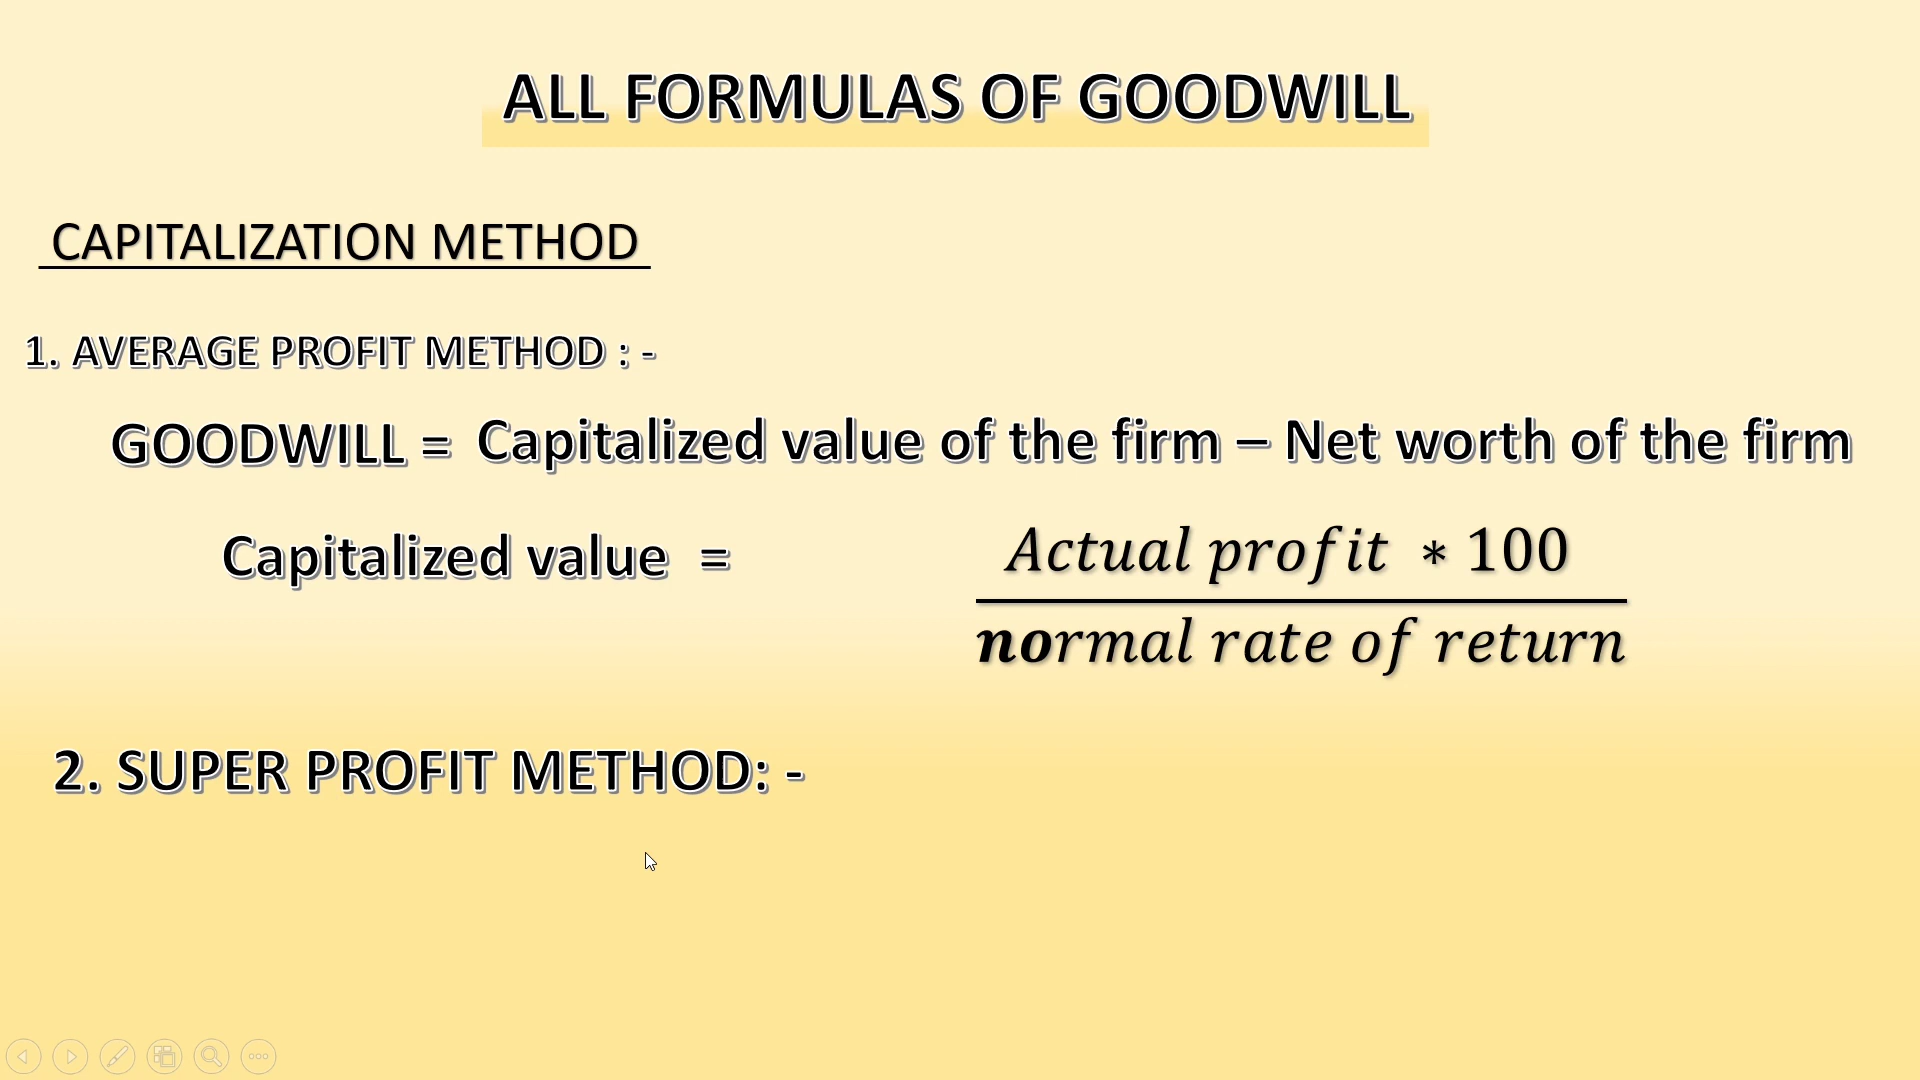 ALL FORMULAS OF GOODWILL
CAPITALIZATION METHOD
1. AVERAGE PROFIT METHOD : -
GOODWILL = Capitalized value of the firm – Net worth of the firm
Capitalized value = Actual profit * 100
normal rate of return
2. SUPER PROFIT METHOD: -